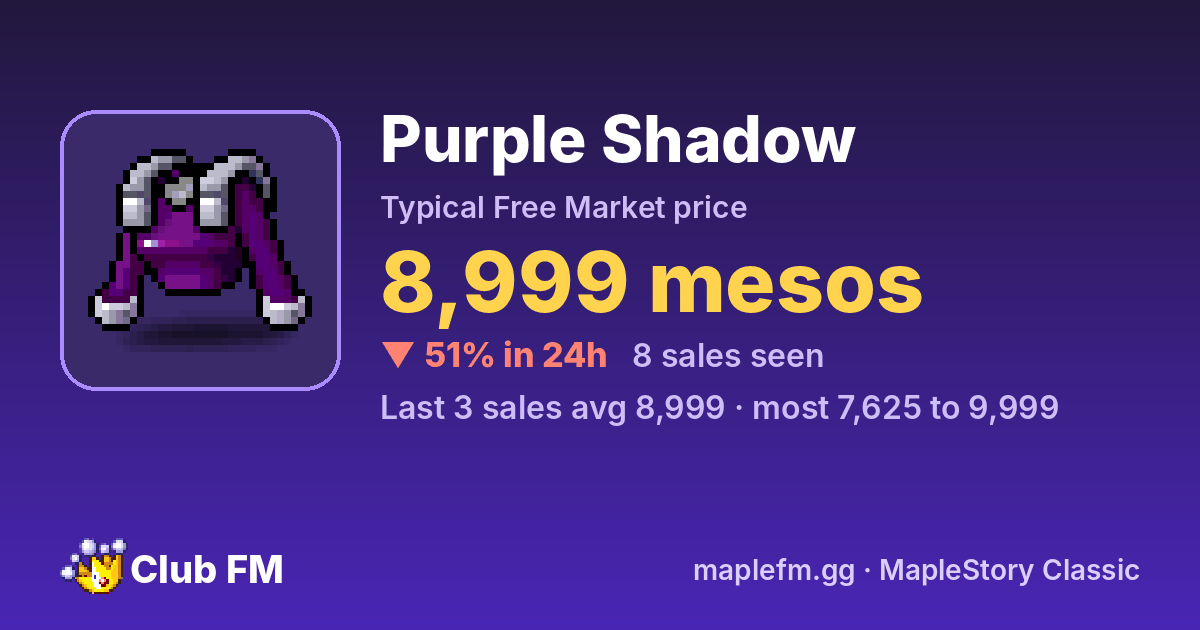 Purple Shadow
Typical Free Market price
8,999 mesos
▼ 51% in 24h 8 sales seen
Last 3 sales avg 8,999 · most 7,625 to 9,999
Club FM
maplefm.gg · MapleStory Classic